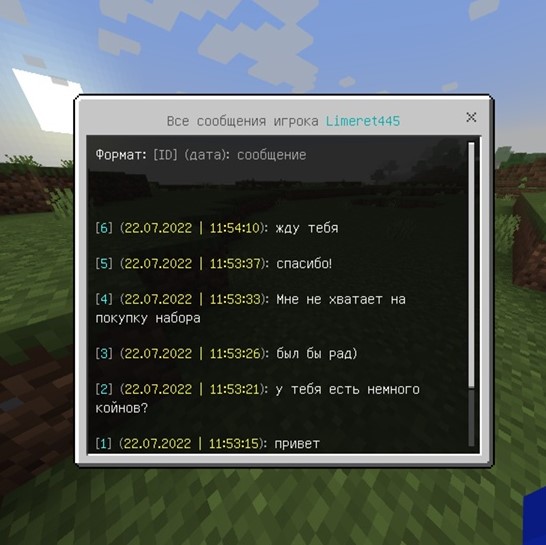 Все сообщения игрока Limeret445
Формат: [ID] (дата): сообщение
[6] (22.07.2022 | 11:54:10): жду тебя
[5] (22.07.2022 | 11:53:37): спасибо!
[4] (22.07.2022 | 11:53:33): Мне не хватает на
покупку набора
[3] (22.07.2022 | 11:53:26): был бы рад)
[2] (22.07.2022 | 11:53:21): у тебя есть немного
койнов?
[1] (22.07.2022 | 11:53:15): привет